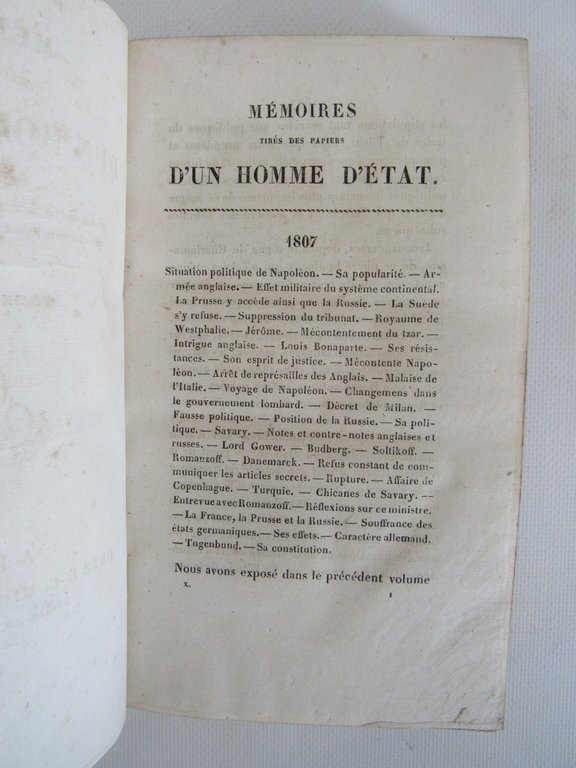 MÉMOIRES
TIRÉS DES PAPIERS
D'UN HOMME D'ÉTAT.
1807
Situation politique de Napoléon. — Sa popularité. — Ar-
mée anglaise. — Effet militaire du système continental.
La Prusse y accède ainsi que la Russie. — La Suède
s'y refuse. — Suppression du tribunat. — Royaume de
Westphalie. — Jérôme. — Mécontentement du tzar. —
Intrigue anglaise. — Louis Bonaparte. — Ses résis-
tances. — Son esprit de justice. — Mécontente Napo-
léon. — Arrêt de représailles des Anglais. — Malaise de
l'Italie. — Voyage de Napoléon. — Changemens dans
le gouvernement lombard. — Décret de Milan. —
Fausse politique. — Position de la Russie. — Sa poli-
tique. — Savary. — Notes et contre-notes anglaises et
russes. — Lord Gower. — Budberg. — Soltikoff. —
Romanzoff. — Danemarck. — Refus constant de com-
muniquer les articles secrets. — Rupture. — Affaire de
Copenhague. — Turquie. — Chicanes de Savary. —
Entrevue avec Romanzoff. — Réflexions sur ce ministre.
— La France, la Prusse et la Russie. — Souffrance des
états germaniques. — Ses effets. — Caractère allemand.
— Tugenbund. — Sa constitution.
Nous avons exposé dans le précédent volume
X. 1